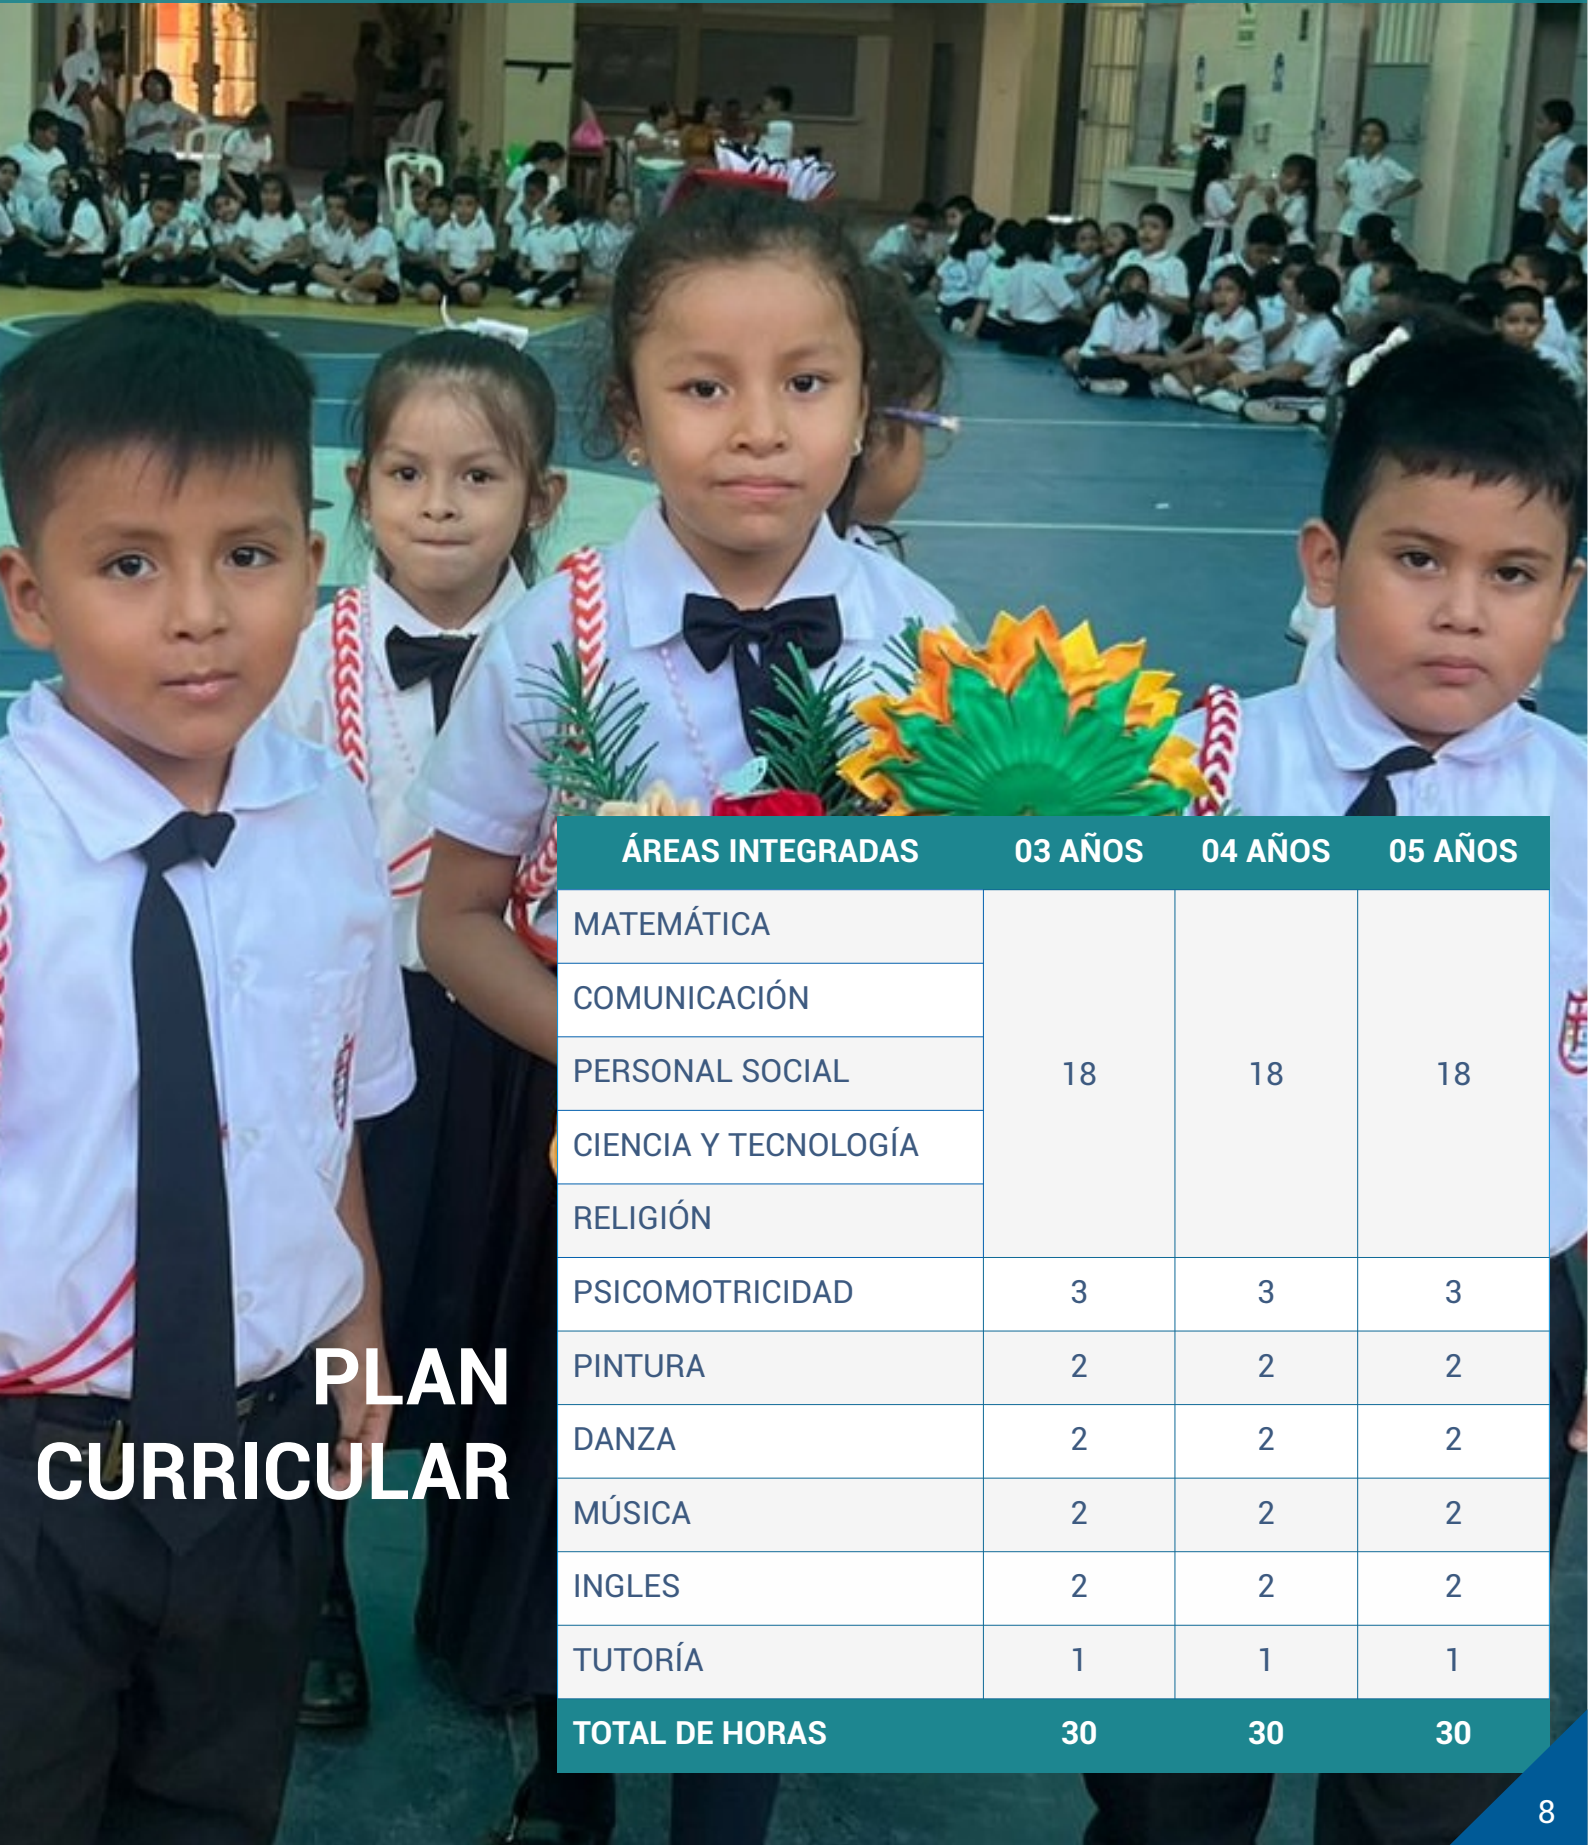 ÁREAS INTEGRADAS 03 AÑOS 04 AÑOS 05 AÑOS
MATEMÁTICA
COMUNICACIÓN
PERSONAL SOCIAL 18 18 18
CIENCIA Y TECNOLOGÍA
RELIGIÓN
PSICOMOTRICIDAD 3 3 3
PINTURA 2 2 2
DANZA 2 2 2
MÚSICA 2 2 2
INGLES 2 2 2
TUTORÍA 1 1 1
TOTAL DE HORAS 30 30 30
PLAN
CURRICULAR
8